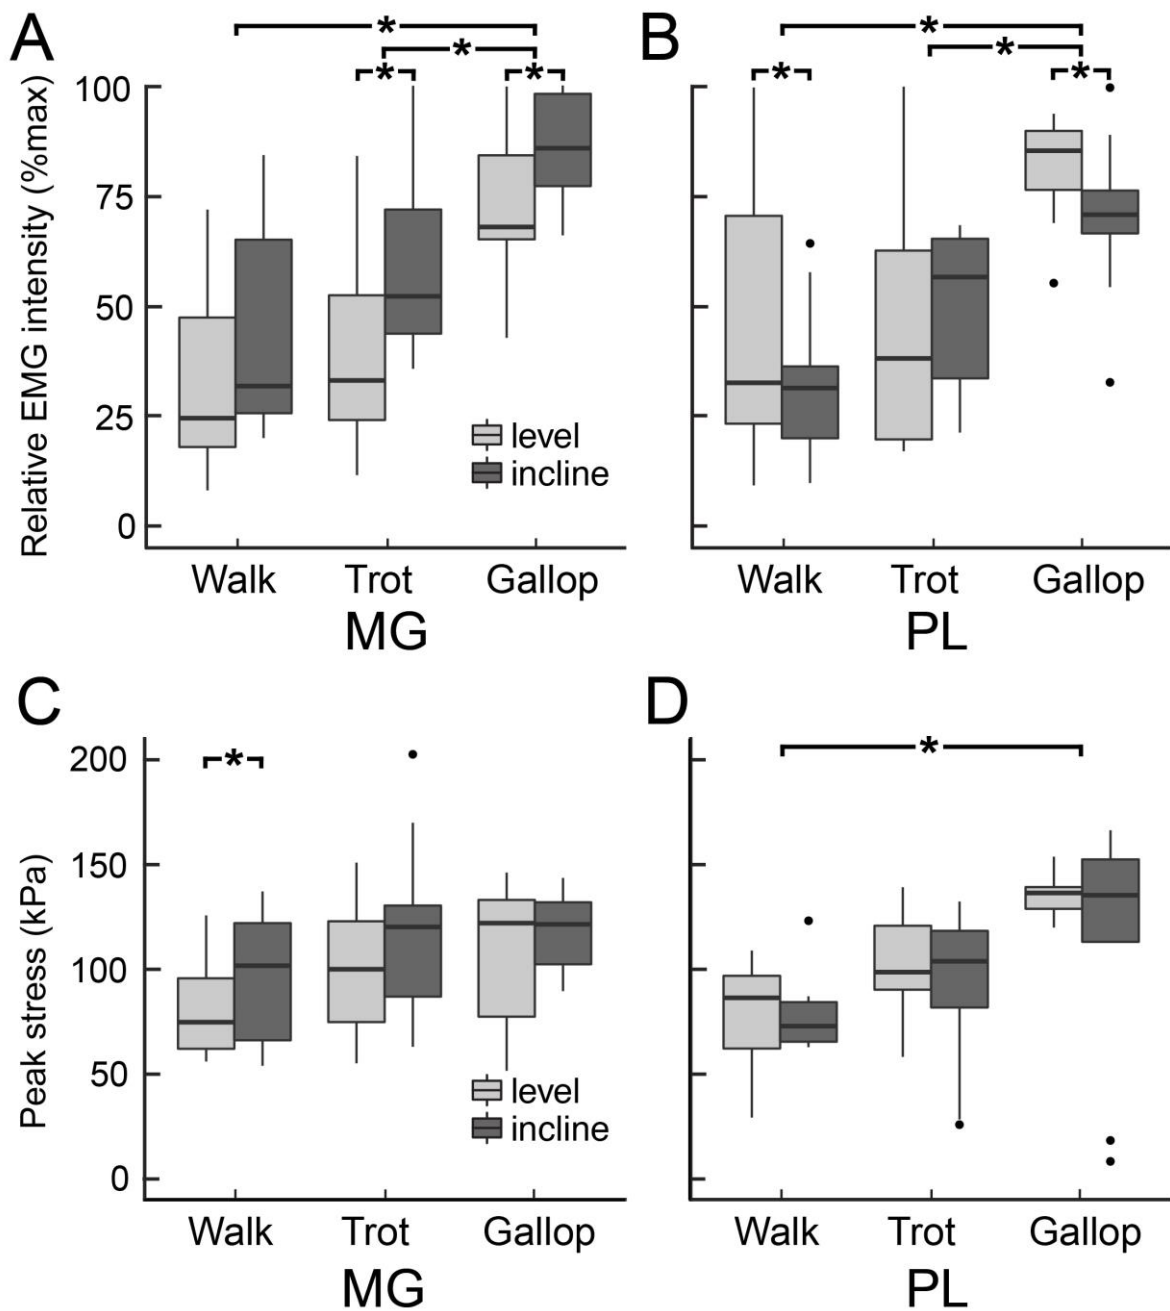 A
B
* *
* *
* * * *
Relative EMG intensity (%max)
100
75
50
25
0
level
incline
Walk Trot Gallop Walk Trot Gallop
MG PL
C
D
* *
Peak stress (kPa)
200
150
100
50
0
level
incline
Walk Trot Gallop Walk Trot Gallop
MG PL